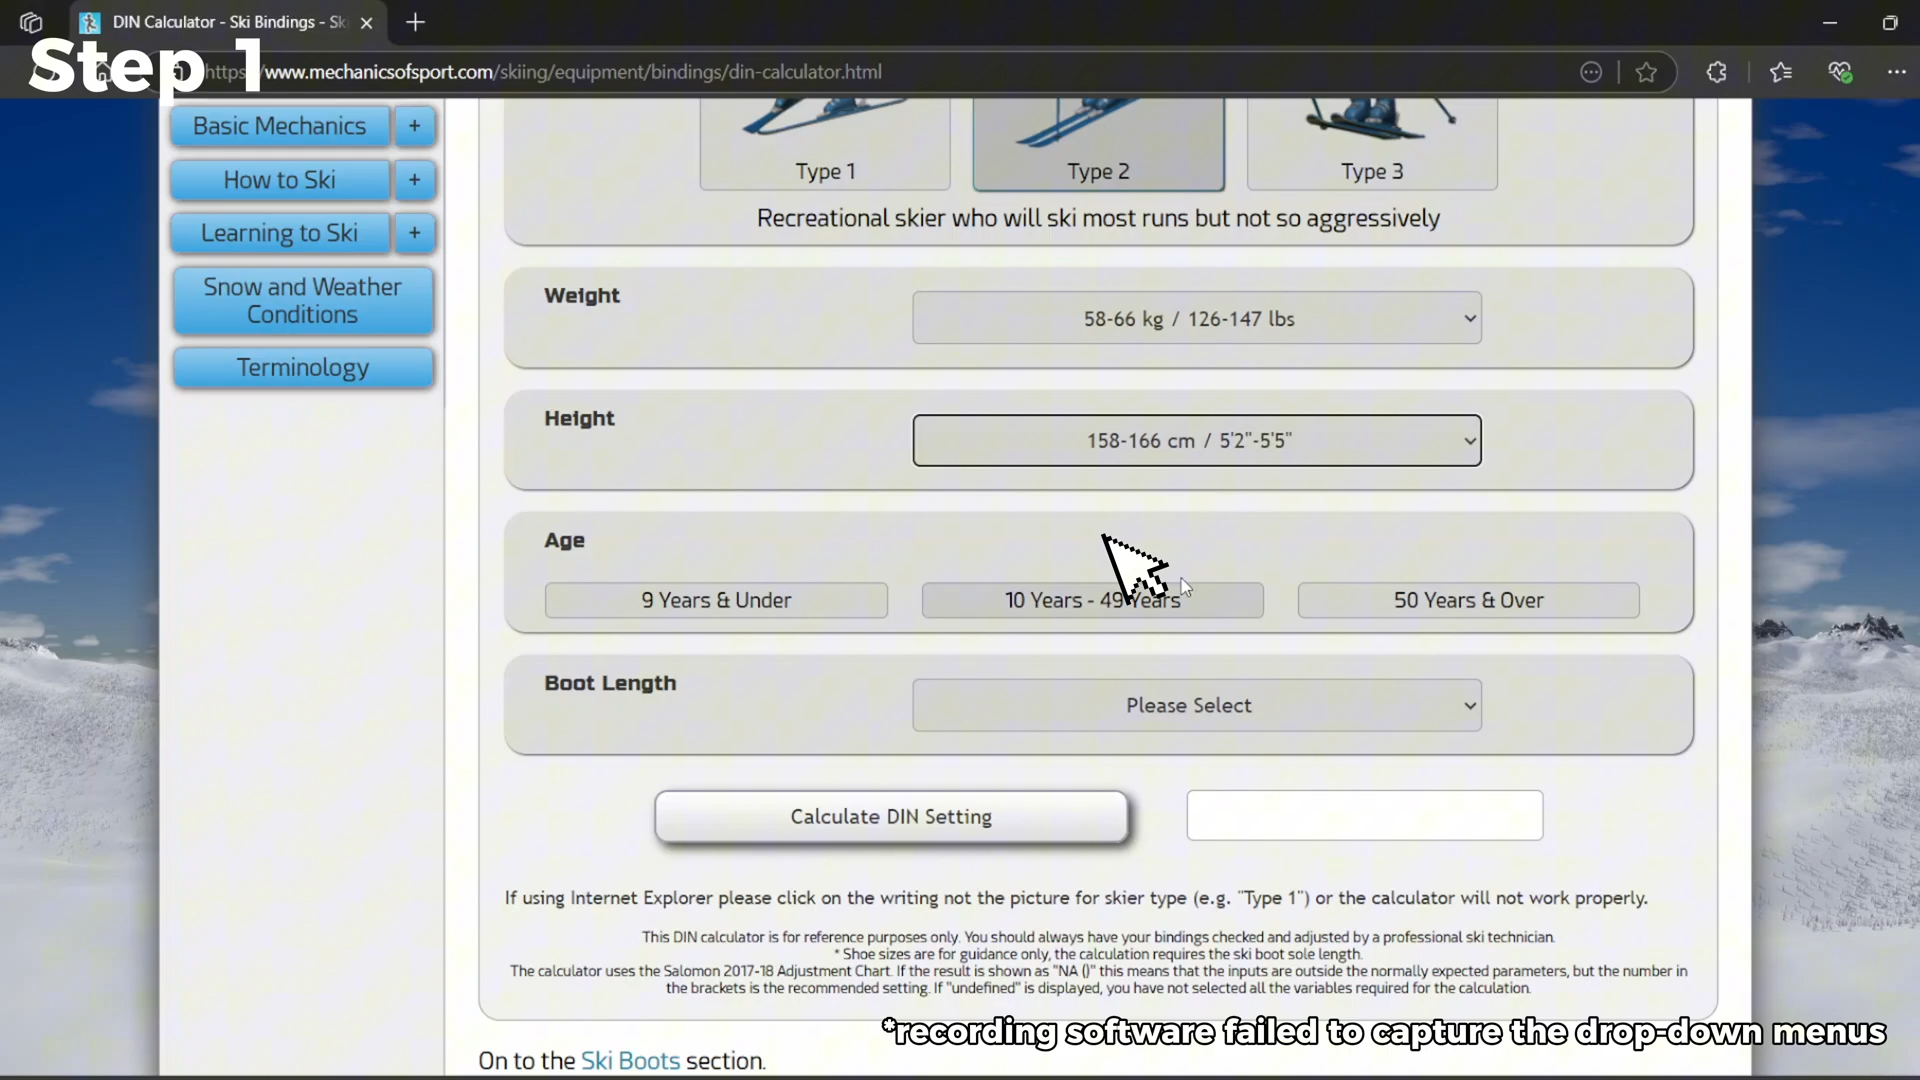 DIN Calculator - Ski Bindings - Sk
Step 1
https://www.mechanicsofsport.com/skiing/equipment/bindings/din-calculator.html
Basic Mechanics +
How to Ski +
Learning to Ski +
Snow and Weather
Conditions
Terminology
Type 1
Type 2
Type 3
Recreational skier who will ski most runs but not so aggressively
Weight
58-66 kg / 126-147 lbs
Height
158-166 cm / 5'2"-5'5"
Age
9 Years & Under
10 Years - 49 Years
50 Years & Over
Boot Length
Please Select
Calculate DIN Setting
If using Internet Explorer please click on the writing not the picture for skier type (e.g. "Type 1") or the calculator will not work properly.
This DIN calculator is for reference purposes only. You should always have your bindings checked and adjusted by a professional ski technician.
* Shoe sizes are for guidance only, the calculation requires the ski boot sole length.
The calculator uses the Salomon 2017-18 Adjustment Chart. If the result is shown as "NA ()" this means that the inputs are outside the normally expected parameters, but the number in
the brackets is the recommended setting. If "undefined" is displayed, you have not selected all the variables required for the calculation.
*recording software failed to capture the drop-down menus
On to the Ski Boots section.